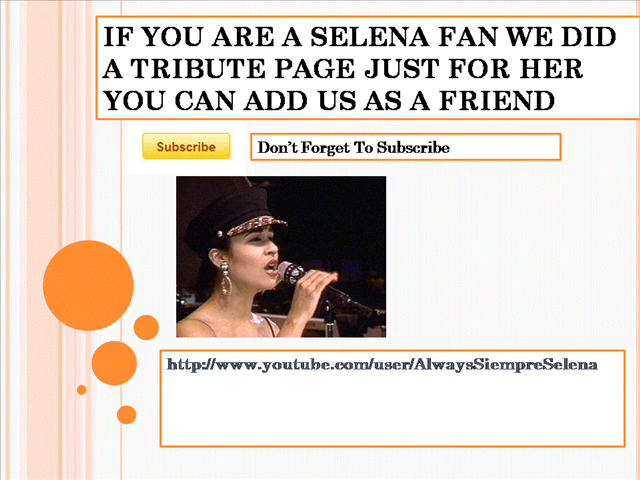 IF YOU ARE A SELENA FAN WE DID
A TRIBUTE PAGE JUST FOR HER
YOU CAN ADD US AS A FRIEND
Subscribe
Don't Forget To Subscribe
http://www.youtube.com/user/AlwaysSiempreSelena